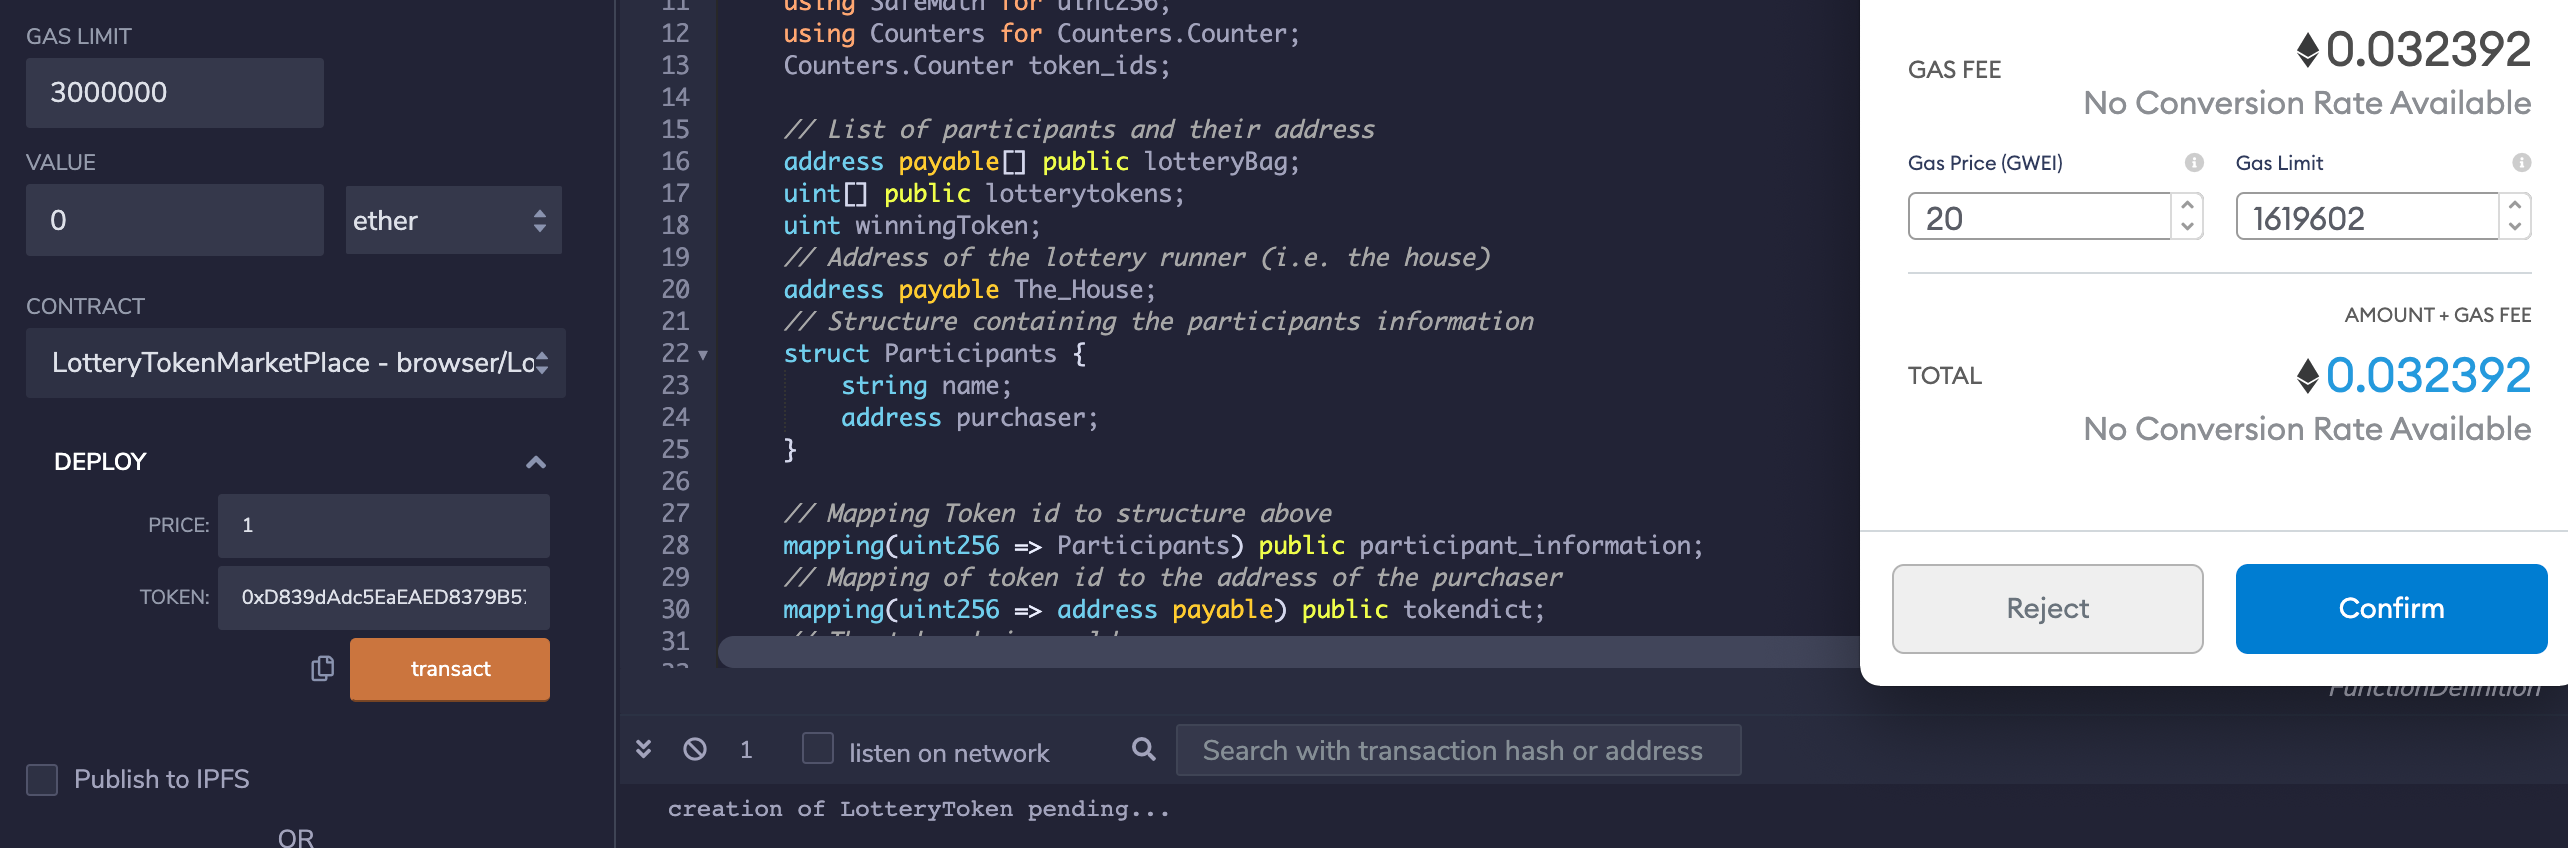 GAS LIMIT
3000000
VALUE
0
ether
CONTRACT
LotteryTokenMarketPlace - browser/Lo
DEPLOY
PRICE:
1
TOKEN:
0xD839dAdc5EaEAED8379B57
transact
Publish to IPFS
OR
11 using SafeMath for uint256;
12 using Counters for Counters.Counter;
13 Counters.Counter token_ids;
14
15 // List of participants and their address
16 address payable[] public lotteryBag;
17 uint[] public lotterytokens;
18 uint winningToken;
19 // Address of the lottery runner (i.e. the house)
20 address payable The_House;
21 // Structure containing the participants information
22 struct Participants {
23 string name;
24 address purchaser;
25 }
26
27 // Mapping Token id to structure above
28 mapping(uint256 => Participants) public participant_information;
29 // Mapping of token id to the address of the purchaser
30 mapping(uint256 => address payable) public tokendict;
31
FunctionDefinition
1
listen on network
Search with transaction hash or address
creation of LotteryToken pending...
GAS FEE
0.032392
No Conversion Rate Available
Gas Price (GWEI)
Gas Limit
20
1619602
AMOUNT + GAS FEE
TOTAL
0.032392
No Conversion Rate Available
Reject
Confirm